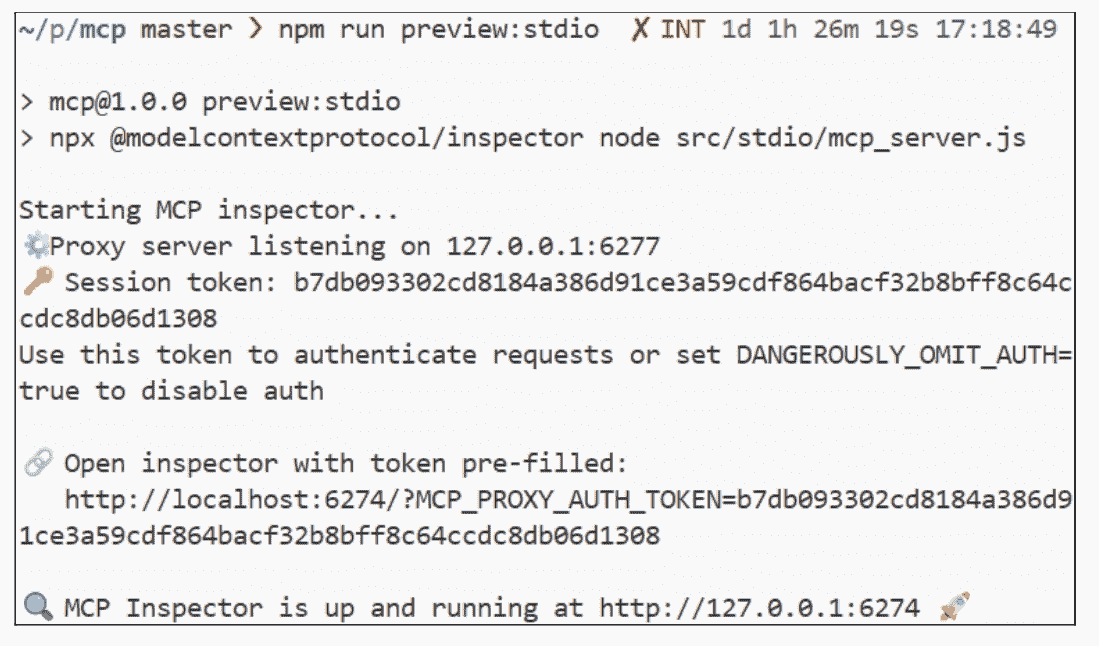 ~/p/mcp master ❯ npm run preview:stdio ✗ INT 1d 1h 26m 19s 17:18:49
> mcp@1.0.0 preview:stdio
> npx @modelcontextprotocol/inspector node src/stdio/mcp_server.js
Starting MCP inspector...
⚙️Proxy server listening on 127.0.0.1:6277
🔑 Session token: b7db093302cd8184a386d91ce3a59cdf864bacf32b8bff8c64c
cdc8db06d1308
Use this token to authenticate requests or set DANGEROUSLY_OMIT_AUTH=
true to disable auth
🔗 Open inspector with token pre-filled:
http://localhost:6274/?MCP_PROXY_AUTH_TOKEN=b7db093302cd8184a386d9
1ce3a59cdf864bacf32b8bff8c64ccdc8db06d1308
🔍 MCP Inspector is up and running at http://127.0.0.1:6274 🚀